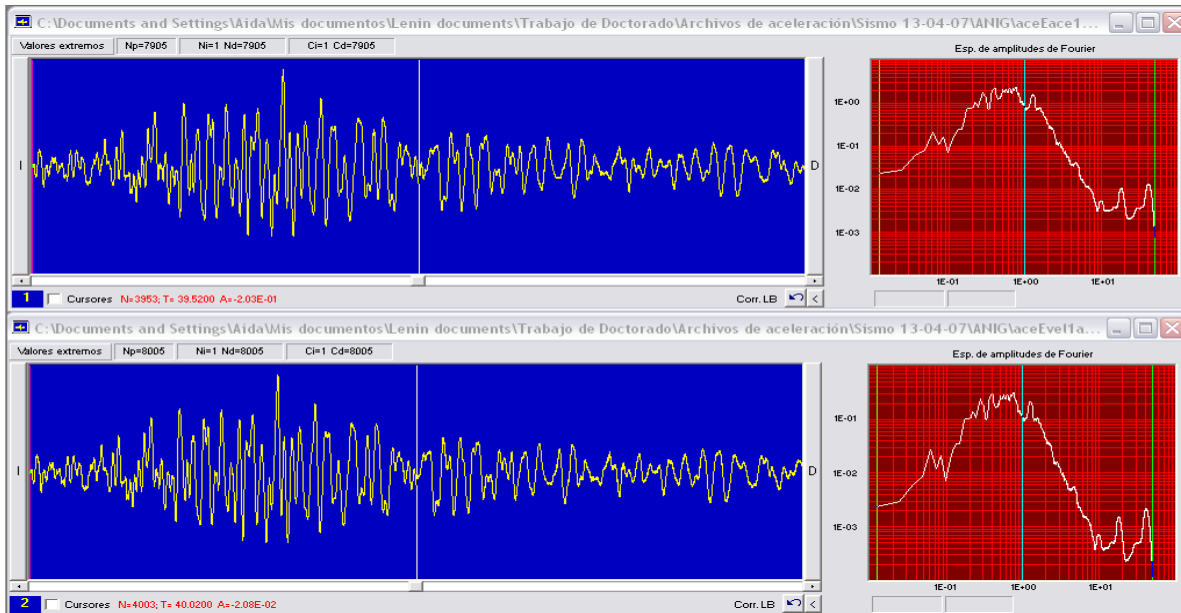 C:\Documents and Settings\Aida\Mis documentos\Lenin documents\Trabajo de Doctorado\Archivos de aceleración\Sismo 13-04-07\ANIG\aceEace1...
Valores extremos Np=7905 Ni=1 Nd=7905 Ci=1 Cd=7905
Esp. de amplitudes de Fourier
1E+00
1E-01
I D
1E-02
1E-03
1E-01 1E+00 1E+01
1 Cursores N=3953; T= 39.5200 A=-2.03E-01 Corr. LB <
C:\Documents and Settings\Aida\Mis documentos\Lenin documents\Trabajo de Doctorado\Archivos de aceleración\Sismo 13-04-07\ANIG\aceEvel1a...
Valores extremos Np=8005 Ni=1 Nd=8005 Ci=1 Cd=8005
Esp. de amplitudes de Fourier
1E-01
I D
1E-02
1E-03
1E-01 1E+00 1E+01
2 Cursores N=4003; T= 40.0200 A=-2.08E-02 Corr. LB <